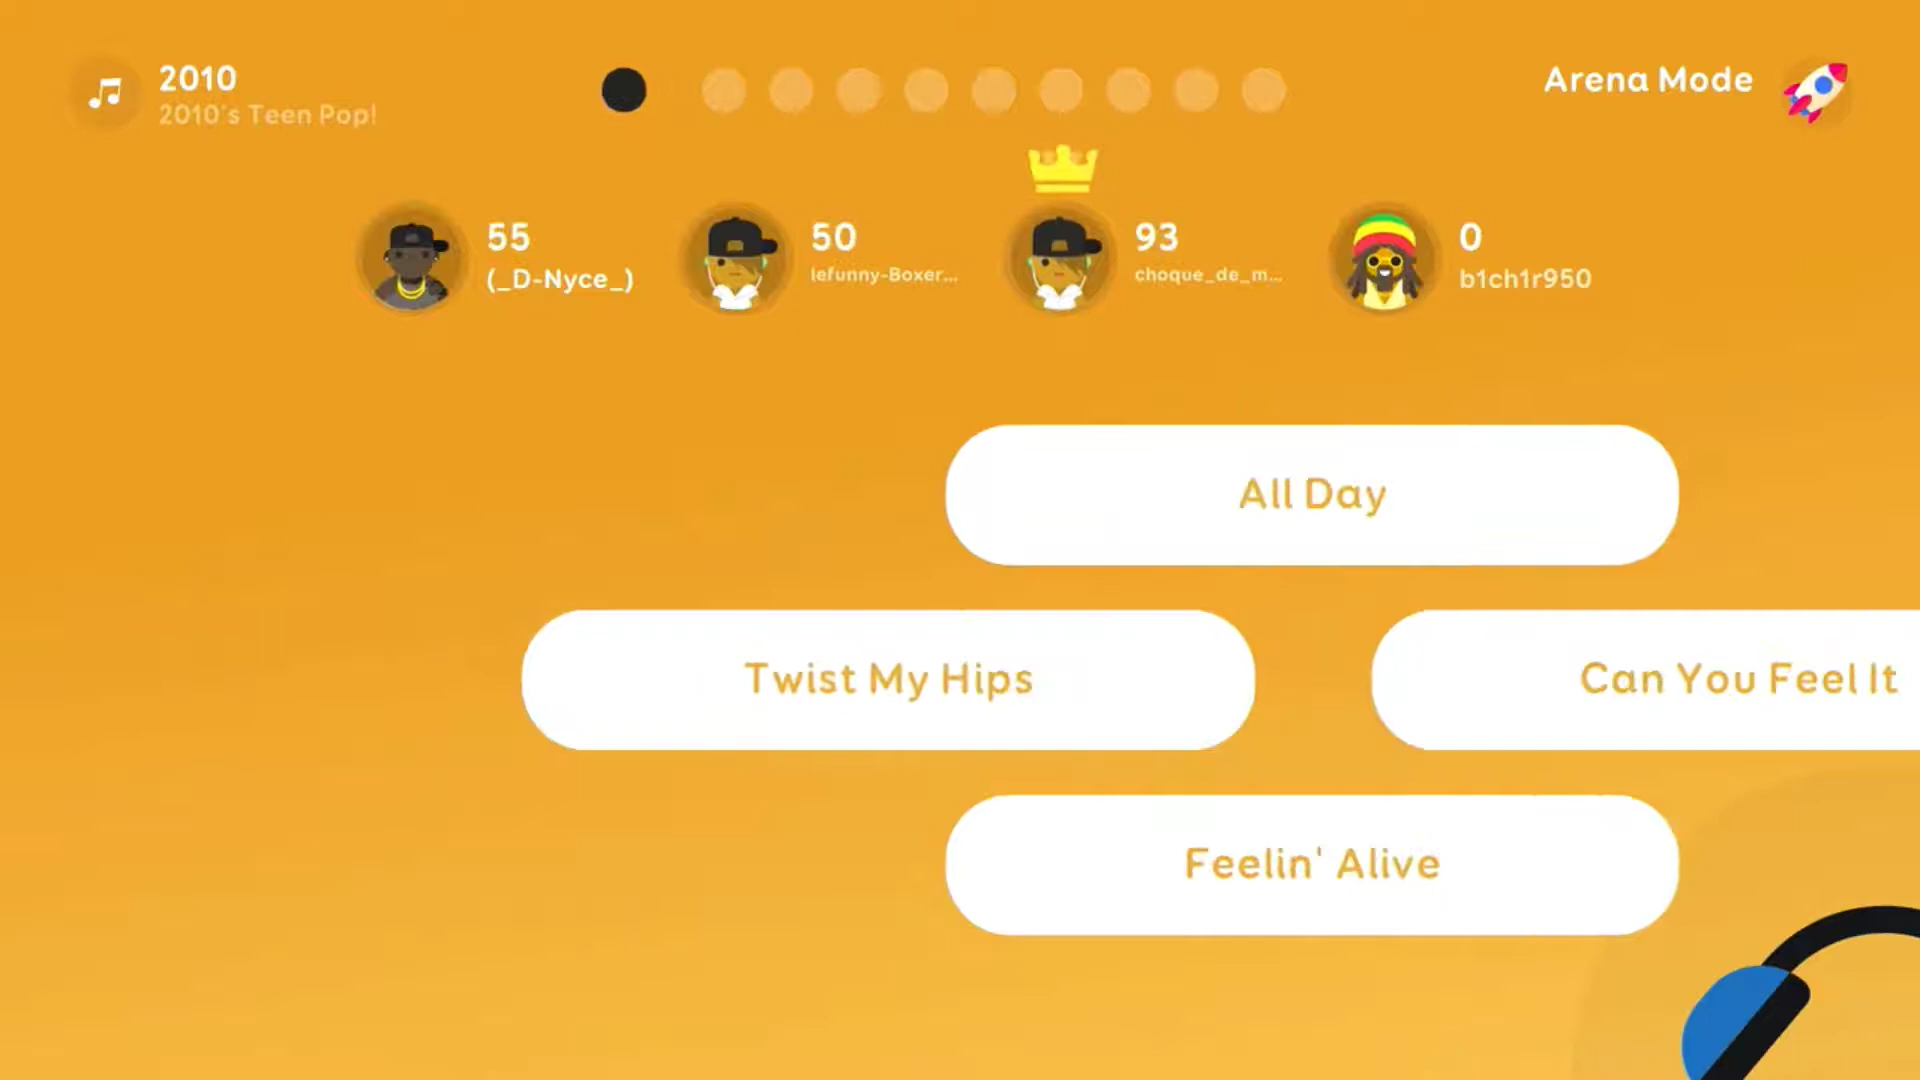 2010
2010's Teen Pop!
Arena Mode
55
(_D-Nyce_)
50
lefunny-Boxer...
93
choque_de_m...
0
b1ch1r950
All Day
Twist My Hips
Can You Feel It
Feelin' Alive